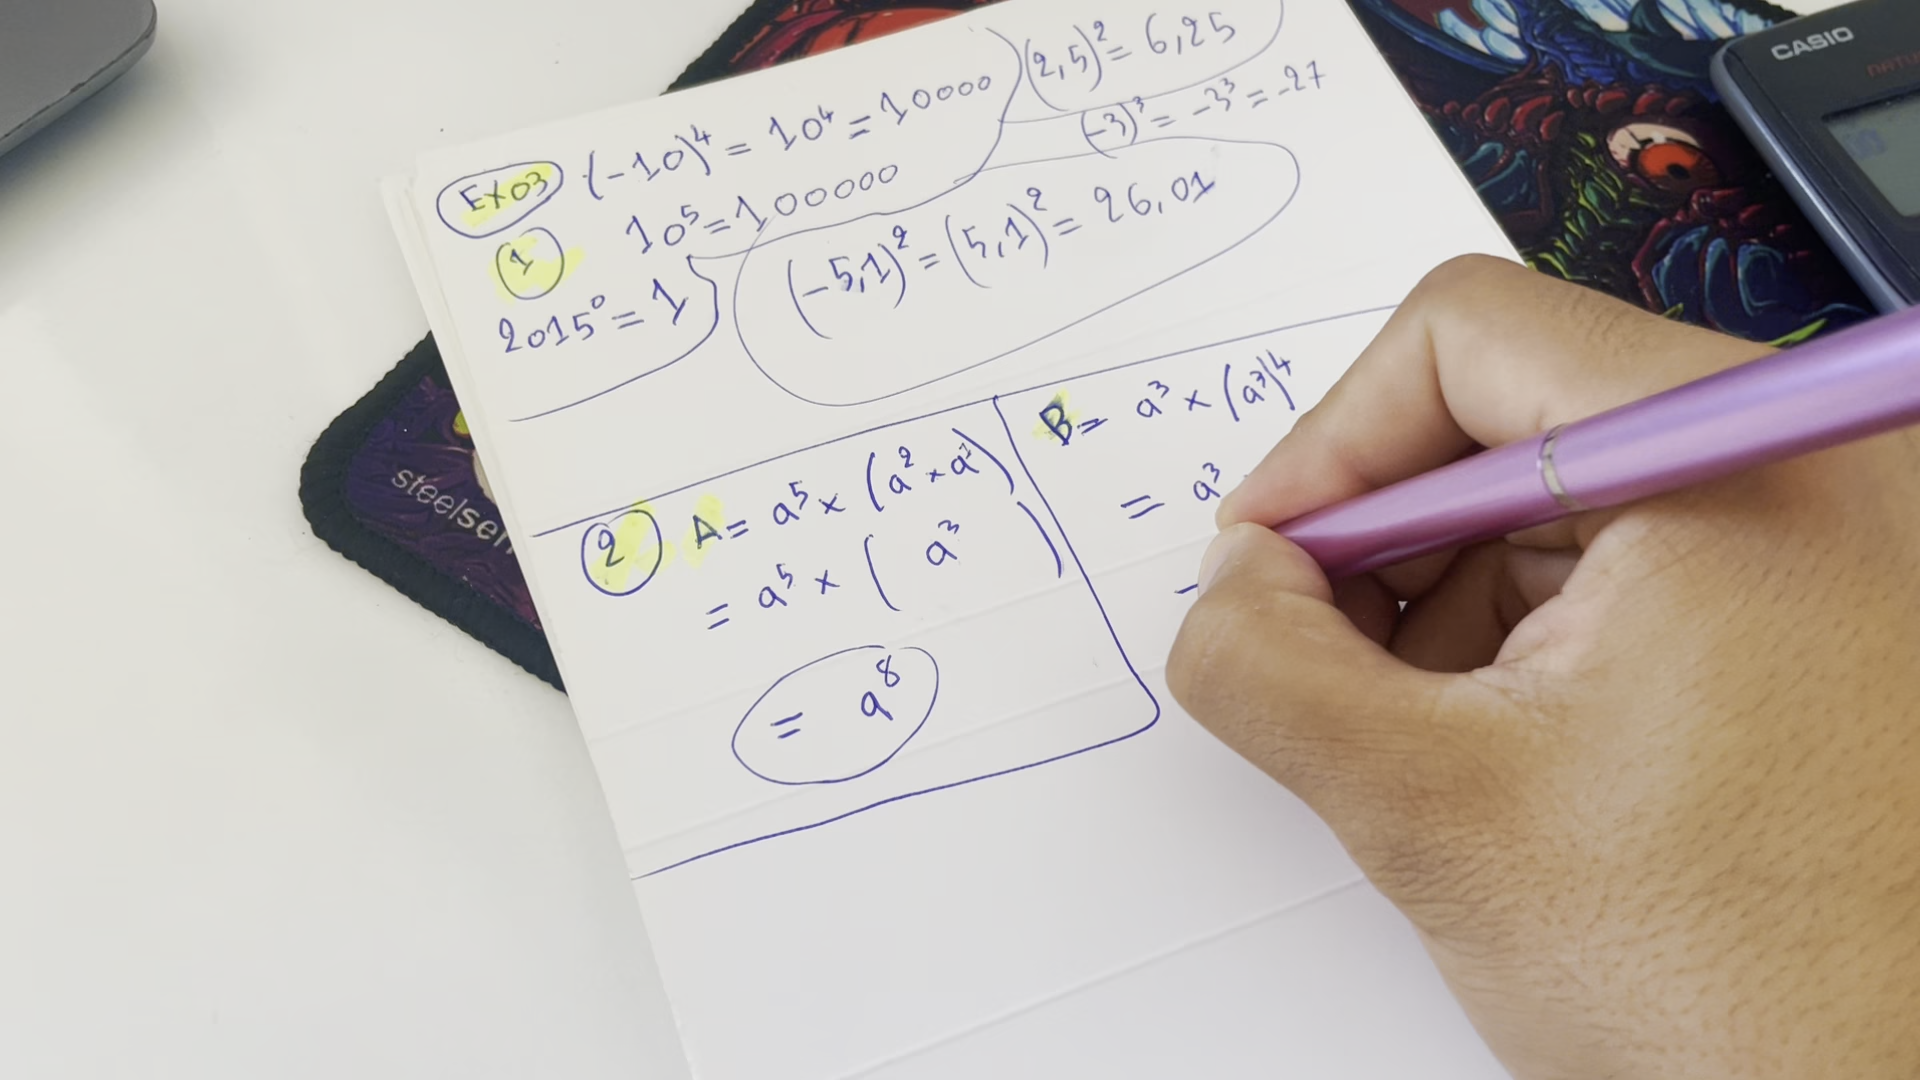 EXO3 (-10)⁴ = 10⁴ = 10000
10⁵ = 100000
1
2015⁰ = 1
(2,5)² = 6,25
(-3)³ = -3³ = -27
(-5,1)² = (5,1)² = 26,01
2 A = a⁵ × (a² × a¹)
= a⁵ × ( a³ )
= a⁸
B = a³ × (a³)⁴
= a³
CASIO
steelser